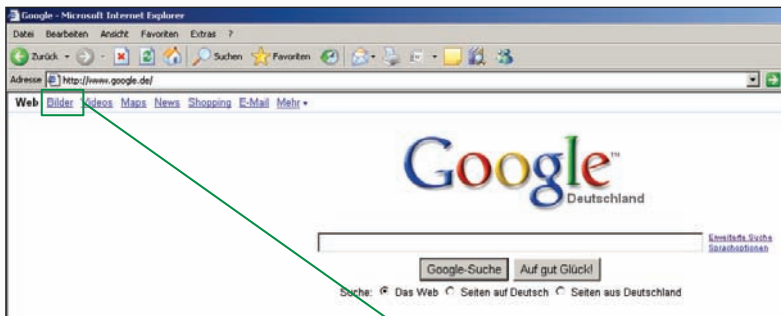 Google - Microsoft Internet Explorer
Datei Bearbeiten Ansicht Favoriten Extras ?
Zurück Suchen Favoriten
Adresse http://www.google.de/
Web Bilder Videos Maps News Shopping E-Mail Mehr
Google™
Deutschland
Erweiterte Suche
Sprachoptionen
Google-Suche Auf gut Glück!
Suche: Das Web Seiten auf Deutsch Seiten aus Deutschland